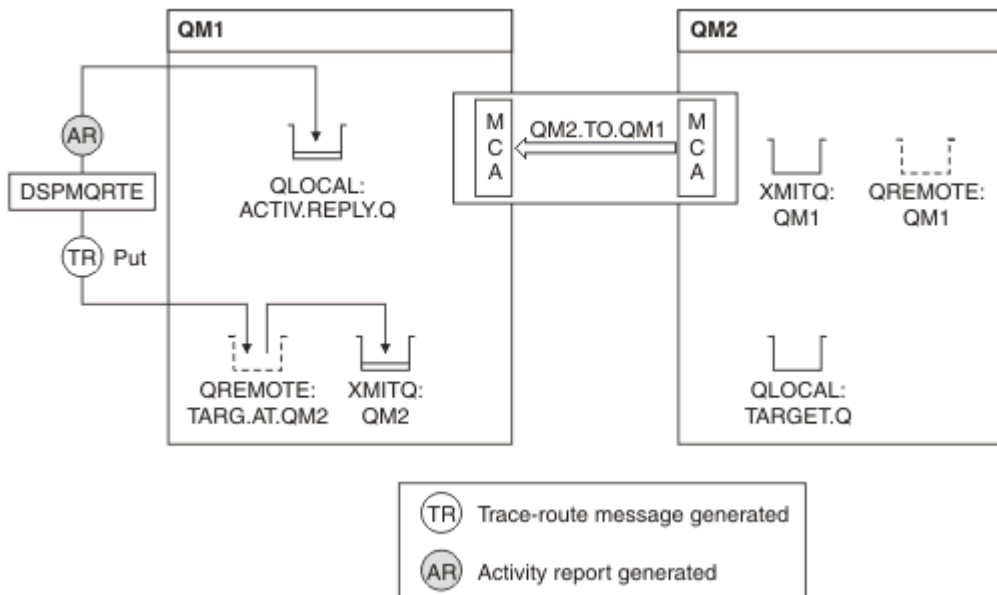 QM1
QM2
AR
DSPMQRTE
TR Put
QLOCAL:
ACTIV.REPLY.Q
M
C
A
QM2.TO.QM1
M
C
A
XMITQ:
QM1
QREMOTE:
QM1
QREMOTE:
TARG.AT.QM2
XMITQ:
QM2
QLOCAL:
TARGET.Q
TR Trace-route message generated
AR Activity report generated